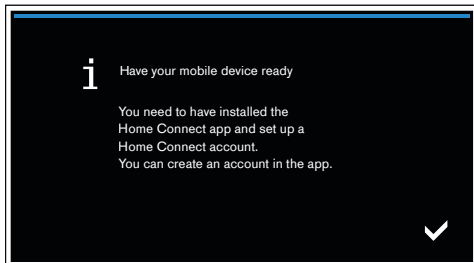 i
Have your mobile device ready
You need to have installed the
Home Connect app and set up a
Home Connect account.
You can create an account in the app.